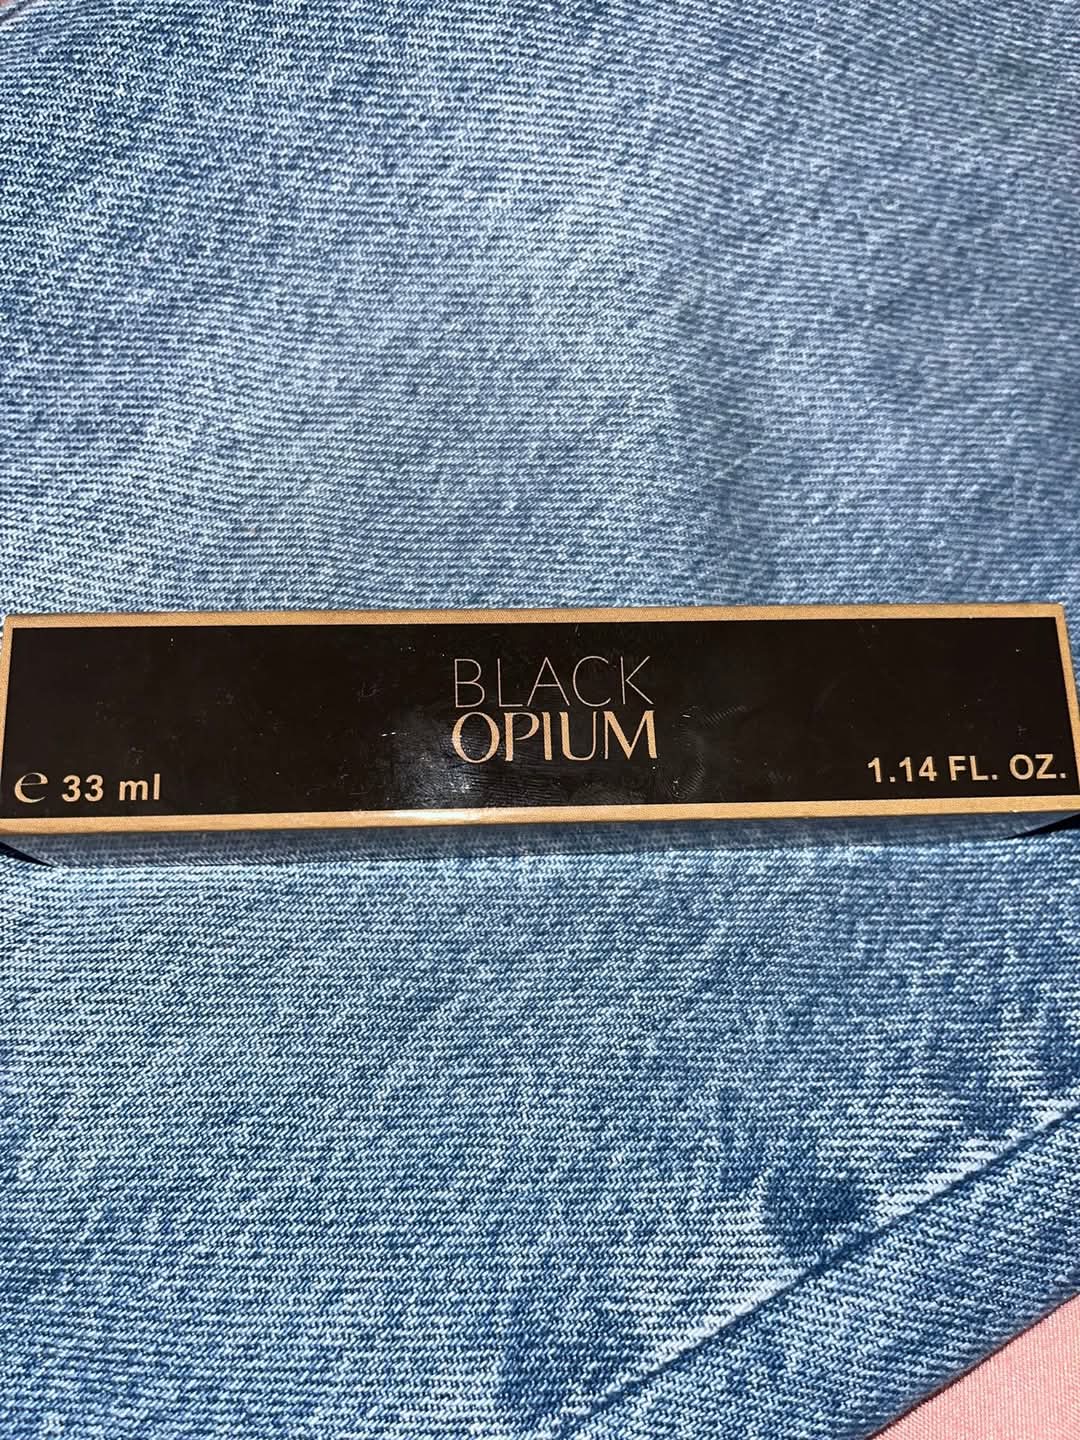 BLACK
OPIUM
℮ 33 ml
1.14 FL. OZ.